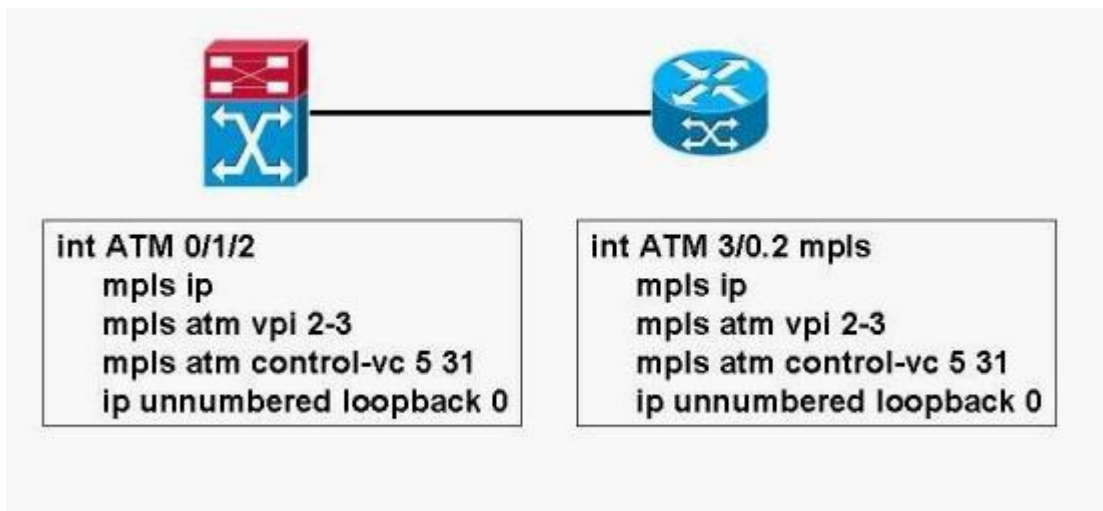 int ATM 0/1/2
mpls ip
mpls atm vpi 2-3
mpls atm control-vc 5 31
ip unnumbered loopback 0
int ATM 3/0.2 mpls
mpls ip
mpls atm vpi 2-3
mpls atm control-vc 5 31
ip unnumbered loopback 0